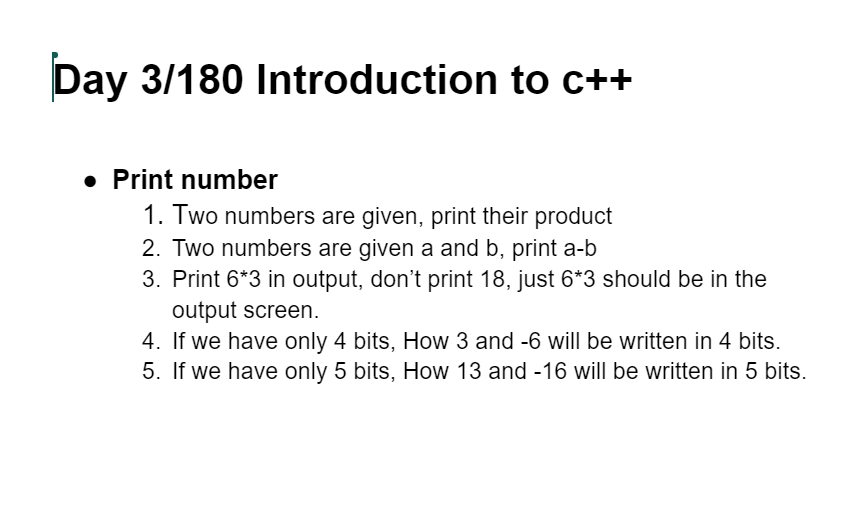 Day 3/180 Introduction to c++
● Print number
1. Two numbers are given, print their product
2. Two numbers are given a and b, print a-b
3. Print 6*3 in output, don’t print 18, just 6*3 should be in the
output screen.
4. If we have only 4 bits, How 3 and -6 will be written in 4 bits.
5. If we have only 5 bits, How 13 and -16 will be written in 5 bits.